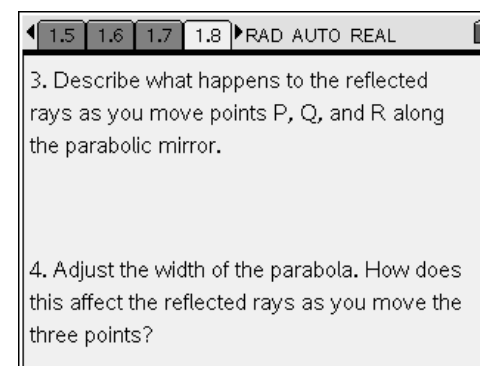 1.5 1.6 1.7 1.8 RAD AUTO REAL
3. Describe what happens to the reflected
rays as you move points P, Q, and R along
the parabolic mirror.
4. Adjust the width of the parabola. How does
this affect the reflected rays as you move the
three points?